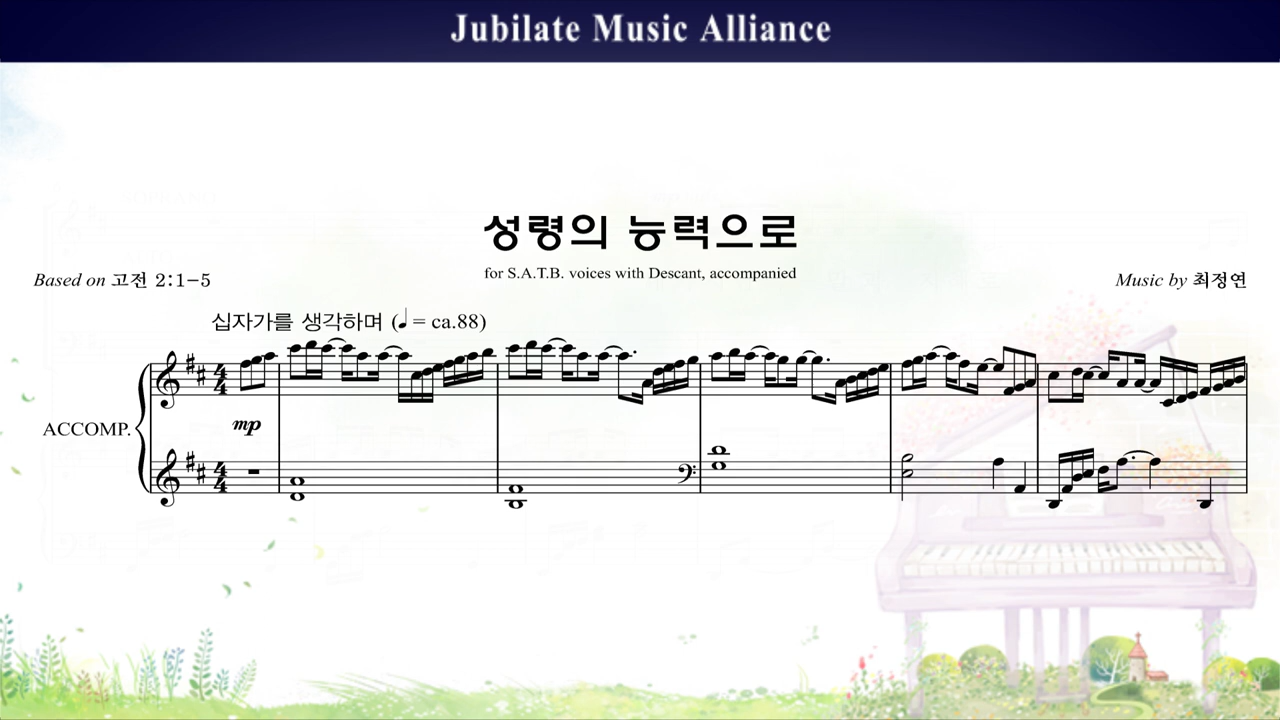 Jubilate Music Alliance
성령의 능력으로
for S.A.T.B. voices with Descant, accompanied
Based on 고전 2:1-5
Music by 최정연
십자가를 생각하며 (♩ = ca.88)
mp
ACCOMP.